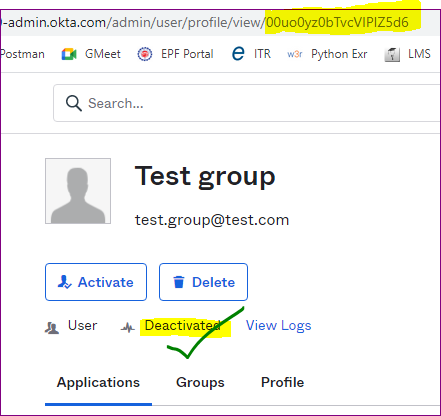 -admin.okta.com/admin/user/profile/view/00uo0yz0bTvcVIPIZ5d6
Postman GMeet EPF Portal ITR w3r Python Exr LMS
Search...
Test group
test.group@test.com
Activate Delete
User Deactivated View Logs
Applications Groups Profile